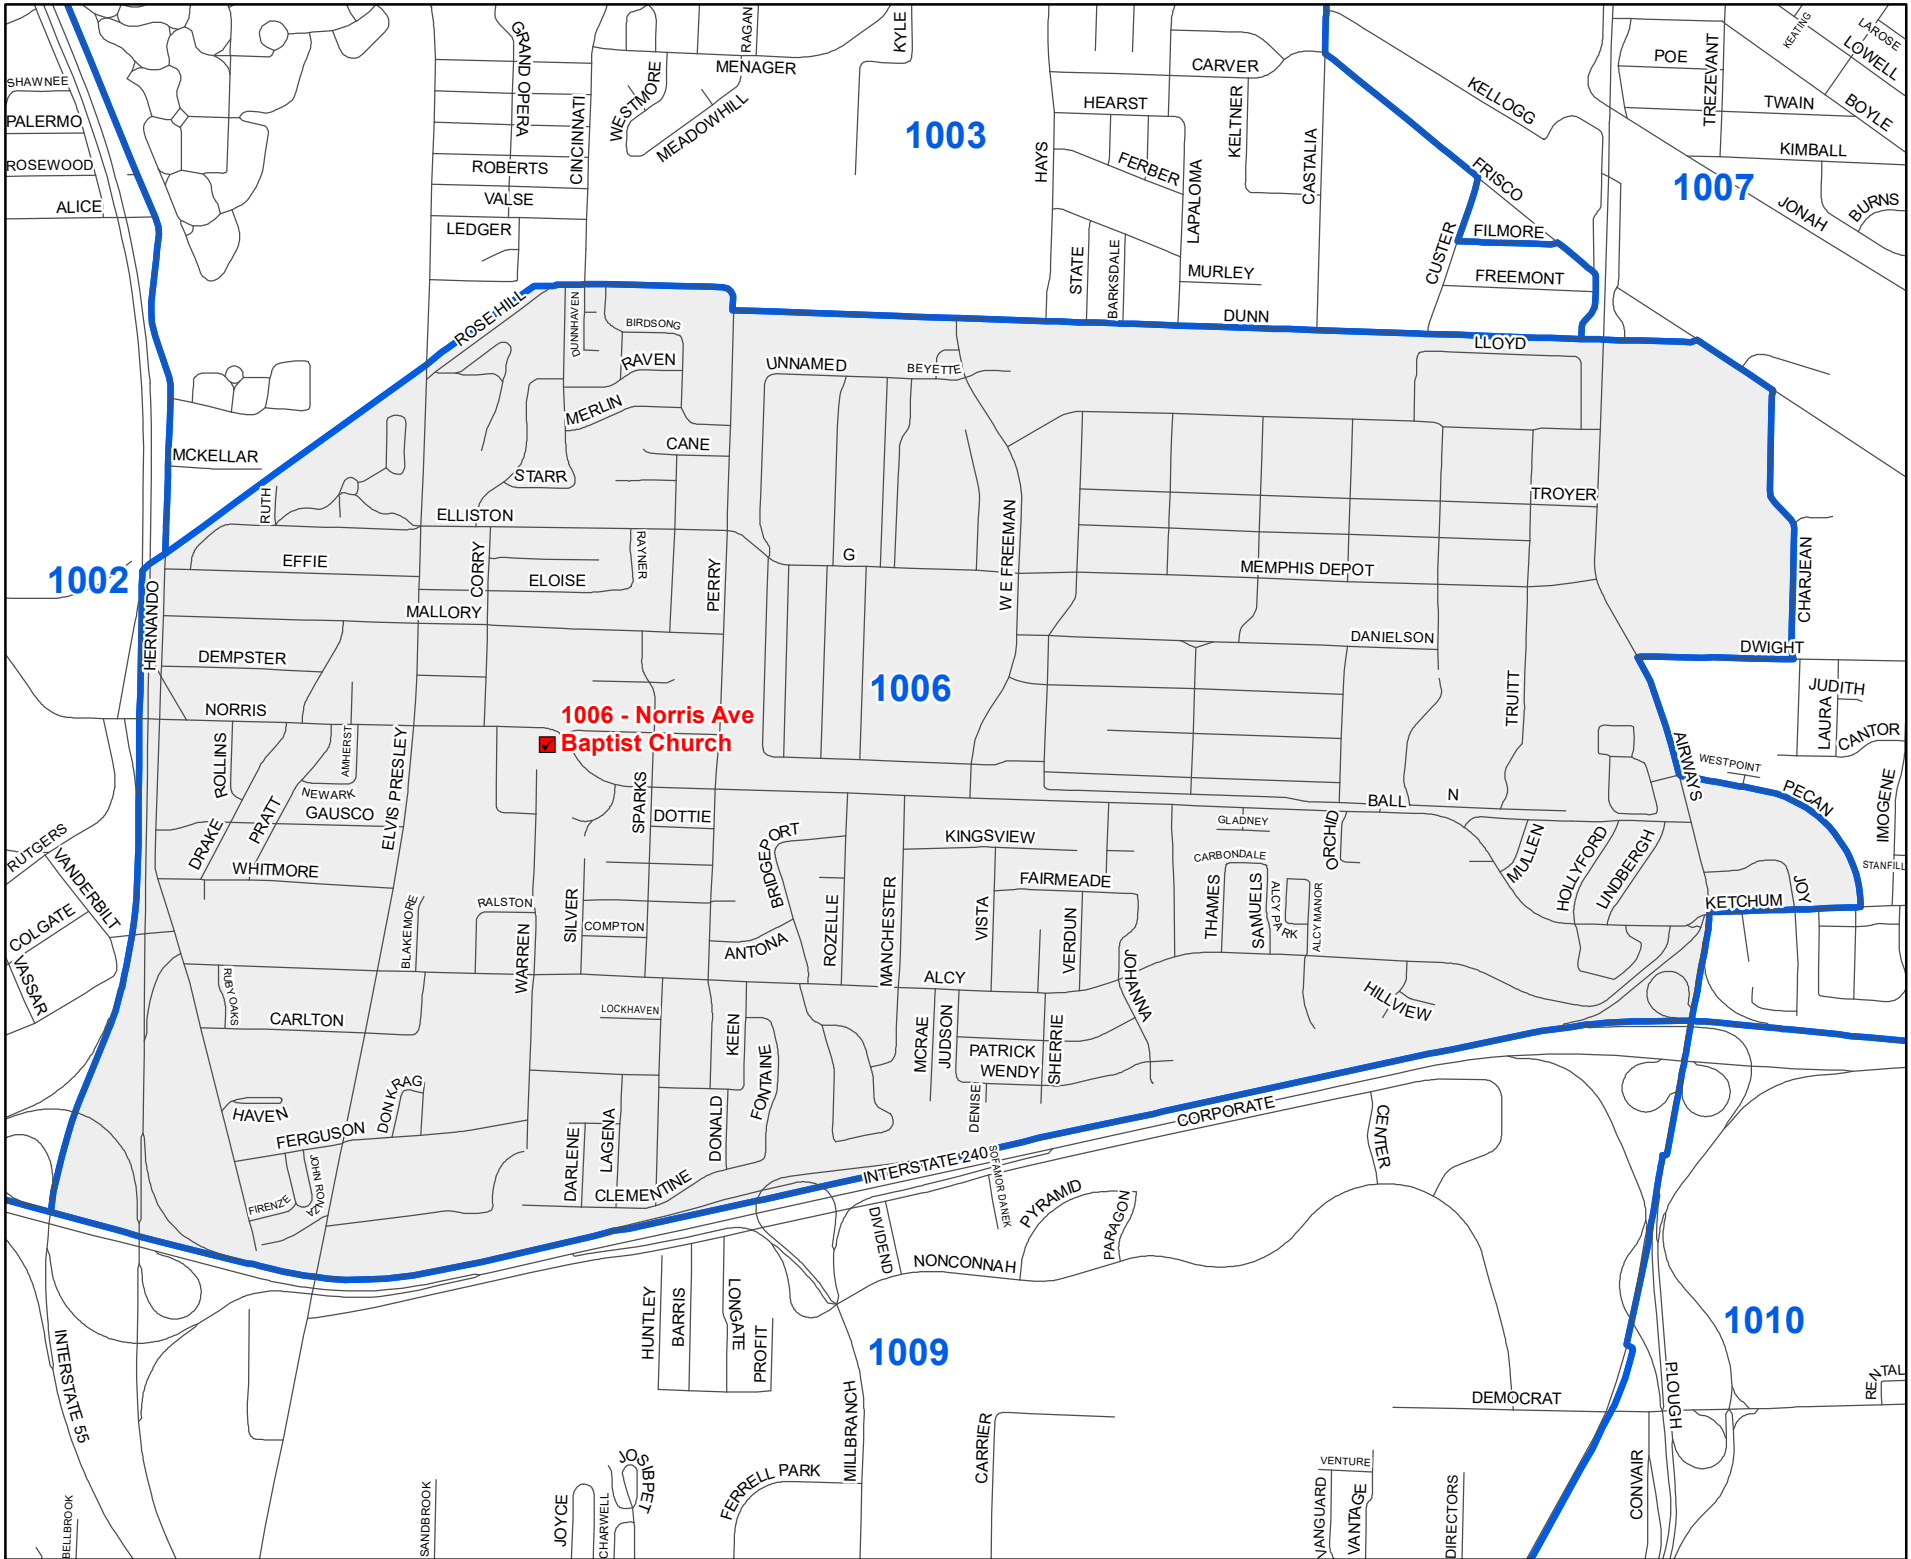 GRAND OPERA
CINCINNATI
WESTMORE
RAGAN
MENAGER
MEADOWHILL
KYLE
SHAWNEE
PALERMO
ROSEWOOD
ALICE
ROBERTS
VALSE
LEDGER
1003
HAYS
CARVER
HEARST
KELTNER
FERBER
LAPALOMA
CASTALIA
STATE
BARKSDALE
MURLEY
KELLOGG
FRISCO
CUSTER
FILMORE
FREEMONT
POE
TREZEVANT
KEATING
LAROSE
LOWELL
TWAIN
BOYLE
KIMBALL
1007
JONAH
BURNS
ROSE HILL
DUNNHAVEN
BIRDSONG
RAVEN
MERLIN
DUNN
LLOYD
UNNAMED
BEYETTE
MCKELLAR
CANE
STARR
RUTH
ELLISTON
TROYER
EFFIE
CORRY
RAYNER
ELOISE
PERRY
G
W E FREEMAN
MEMPHIS DEPOT
CHARJEAN
1002
HERNANDO
MALLORY
DANIELSON
DWIGHT
DEMPSTER
1006
TRUITT
JUDITH
LAURA
CANTOR
NORRIS
1006 - Norris Ave
Baptist Church
ROLLINS
AMHERST
ELVIS PRESLEY
AIRWAYS
WESTPOINT
PECAN
IMOGENE
NEWARK
GAUSCO
PRATT
DRAKE
SPARKS
DOTTIE
BALL
N
GLADNEY
ORCHID
RUTGERS
VANDERBILT
WHITMORE
BRIDGEPORT
KINGSVIEW
CARBONDALE
MULLEN
HOLLYFORD
LINDBERGH
STANFILL
JOY
KETCHUM
COLGATE
VASSAR
BLAKEMORE
RALSTON
WARREN
SILVER
COMPTON
ANTONA
ROZELLE
MANCHESTER
VISTA
FAIRMEADE
VERDUN
THAMES
SAMUELS
ALCY PARK
ALCY MANOR
RUBY OAKS
ALCY
JOHANNA
HILLVIEW
CARLTON
LOCKHAVEN
KEEN
MCRAE
JUDSON
SHERRIE
PATRICK
WENDY
DENISE
FONTAINE
DONALD
HAVEN
DON KRAG
FERGUSON
JOHN ROVZA
FIRENZE
DARLENE
LAGENA
CLEMENTINE
INTERSTATE 240
SOFAMOR DANEK
CORPORATE
CENTER
PYRAMID
PARAGON
DIVIDEND
NONCONNAH
HUNTLEY
BARRIS
LONGATE
PROFIT
1009
1010
INTERSTATE 55
MILLBRANCH
DEMOCRAT
PLOUGH
RENTAL
BELLBROOK
SANDBROOK
JOYCE
CHARWELL
JOSIBPET
FERRELL PARK
CARRIER
VENTURE
VANGUARD
VANTAGE
DIRECTORS
CONVAIR